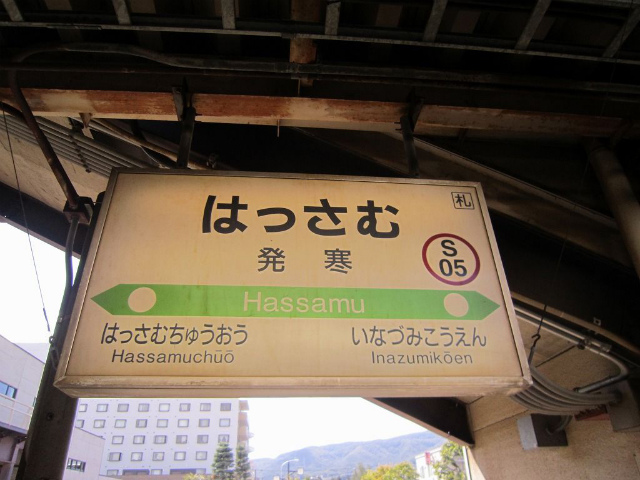 はっさむ
札
発寒
S
05
Hassamu
はっさむちゅうおう
いなづみこうえん
Hassamuchūō
Inazumikōen